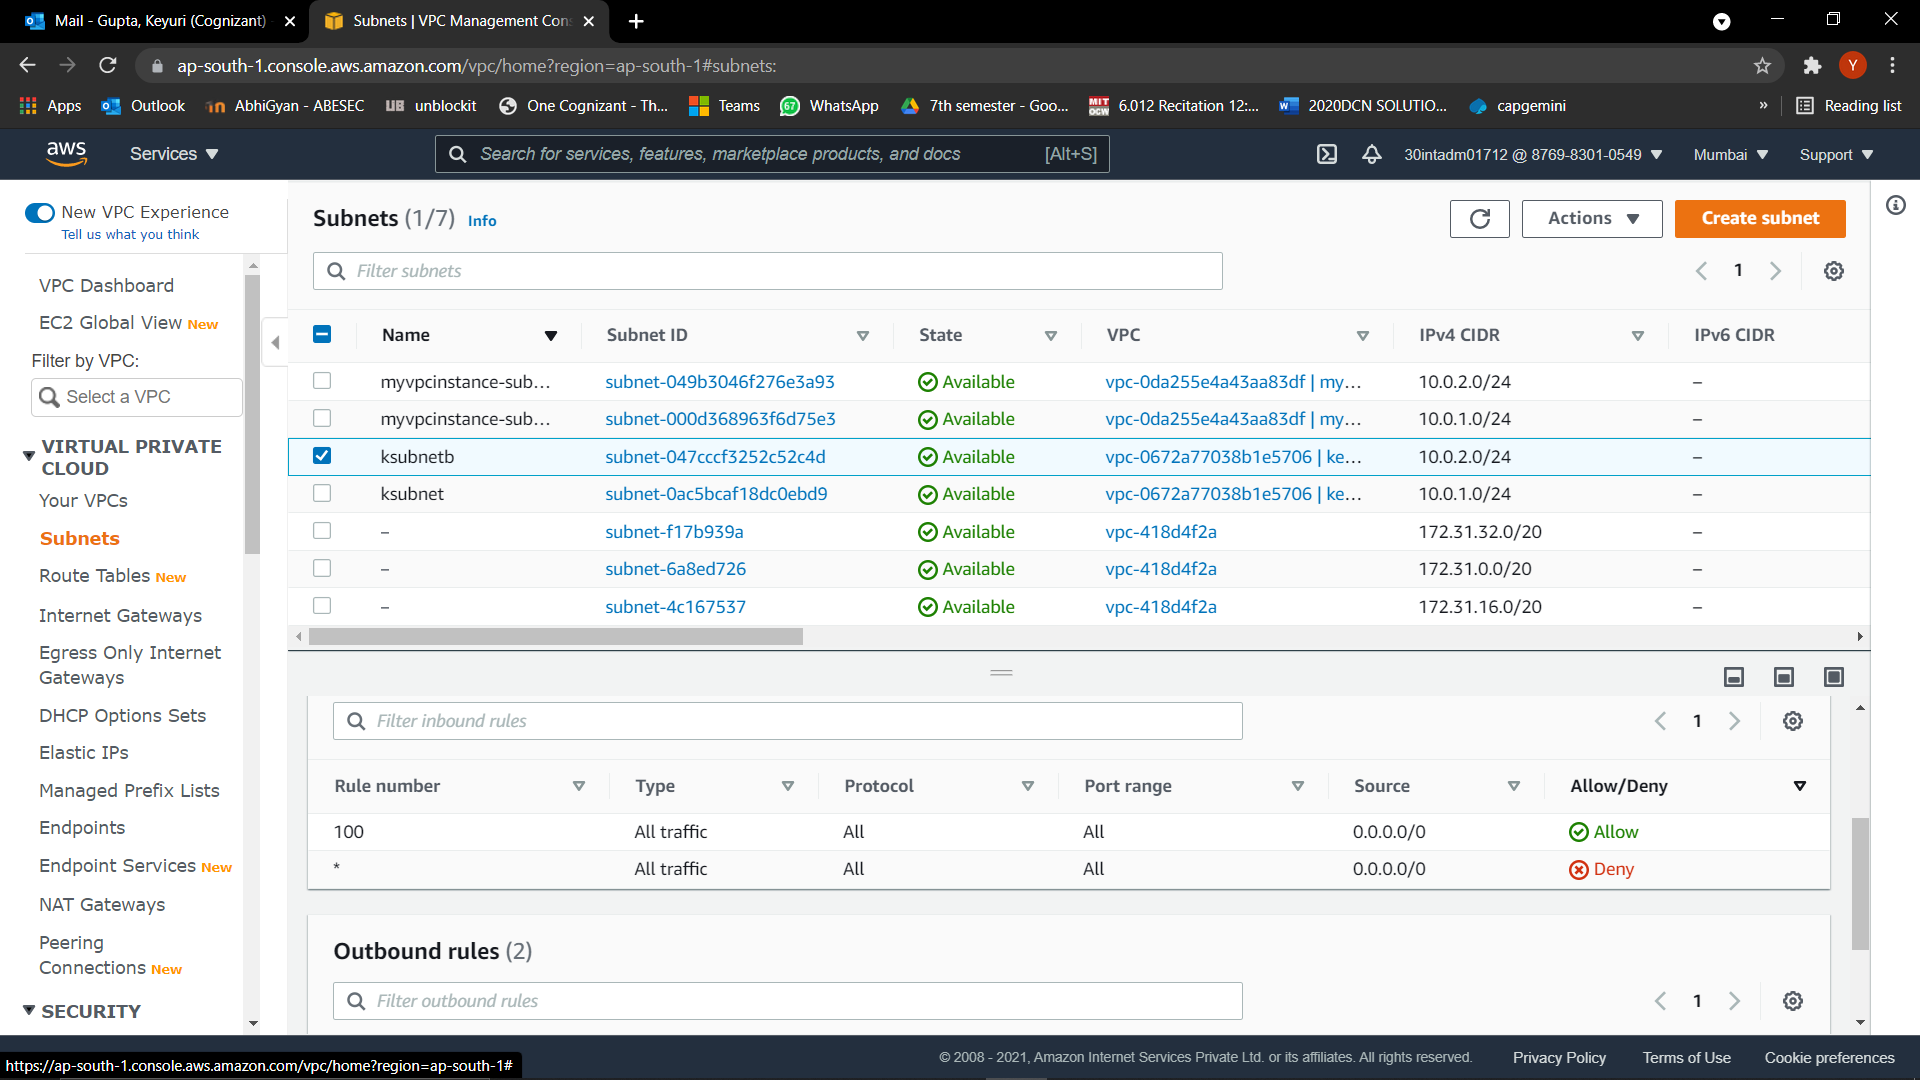 Mail - Gupta, Keyuri (Cognizant)
Subnets | VPC Management Con
ap-south-1.console.aws.amazon.com/vpc/home?region=ap-south-1#subnets:
Y
Apps
Outlook
AbhiGyan - ABESEC
UB unblockit
One Cognizant - Th...
Teams
67 WhatsApp
7th semester - Goo...
MIT OCW 6.012 Recitation 12:...
2020DCN SOLUTIO...
capgemini
»
Reading list
aws
Services
Search for services, features, marketplace products, and docs
[Alt+S]
30intadm01712 @ 8769-8301-0549
Mumbai
Support
New VPC Experience
Tell us what you think
VPC Dashboard
EC2 Global View New
Filter by VPC:
Select a VPC
VIRTUAL PRIVATE
CLOUD
Your VPCs
Subnets
Route Tables New
Internet Gateways
Egress Only Internet
Gateways
DHCP Options Sets
Elastic IPs
Managed Prefix Lists
Endpoints
Endpoint Services New
NAT Gateways
Peering
Connections New
SECURITY
Subnets (1/7) Info
Actions
Create subnet
Filter subnets
1
Name Subnet ID State VPC IPv4 CIDR IPv6 CIDR
myvpcinstance-sub... subnet-049b3046f276e3a93 Available vpc-0da255e4a43aa83df | my... 10.0.2.0/24 –
myvpcinstance-sub... subnet-000d368963f6d75e3 Available vpc-0da255e4a43aa83df | my... 10.0.1.0/24 –
ksubnetb subnet-047cccf3252c52c4d Available vpc-0672a77038b1e5706 | ke... 10.0.2.0/24 –
ksubnet subnet-0ac5bcaf18dc0ebd9 Available vpc-0672a77038b1e5706 | ke... 10.0.1.0/24 –
– subnet-f17b939a Available vpc-418d4f2a 172.31.32.0/20 –
– subnet-6a8ed726 Available vpc-418d4f2a 172.31.0.0/20 –
– subnet-4c167537 Available vpc-418d4f2a 172.31.16.0/20 –
Filter inbound rules
1
Rule number Type Protocol Port range Source Allow/Deny
100 All traffic All All 0.0.0.0/0 Allow
* All traffic All All 0.0.0.0/0 Deny
Outbound rules (2)
Filter outbound rules
1
https://ap-south-1.console.aws.amazon.com/vpc/home?region=ap-south-1#
© 2008 - 2021, Amazon Internet Services Private Ltd. or its affiliates. All rights reserved.
Privacy Policy
Terms of Use
Cookie preferences